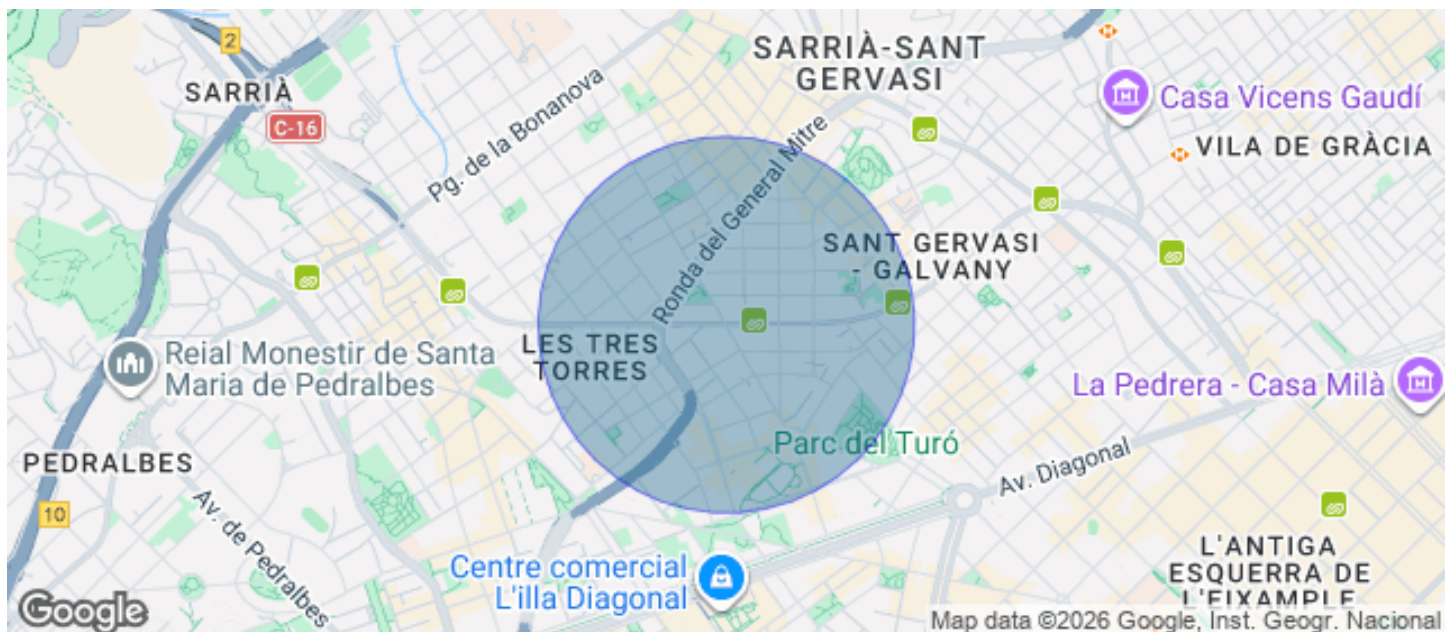 2
SARRIÀ
C-16
Pg. de la Bonanova
SARRIÀ-SANT
GERVASI
Casa Vicens Gaudí
VILA DE GRÀCIA
Ronda del General Mitre
SANT GERVASI
- GALVANY
LES TRES
TORRES
Reial Monestir de Santa
Maria de Pedralbes
La Pedrera - Casa Milà
PEDRALBES
Parc del Turó
Av. Diagonal
10
Av. de Pedralbes
Centre comercial
L'illa Diagonal
L'ANTIGA
ESQUERRA DE
L'EIXAMPLE
Google
Map data ©2026 Google, Inst. Geogr. Nacional